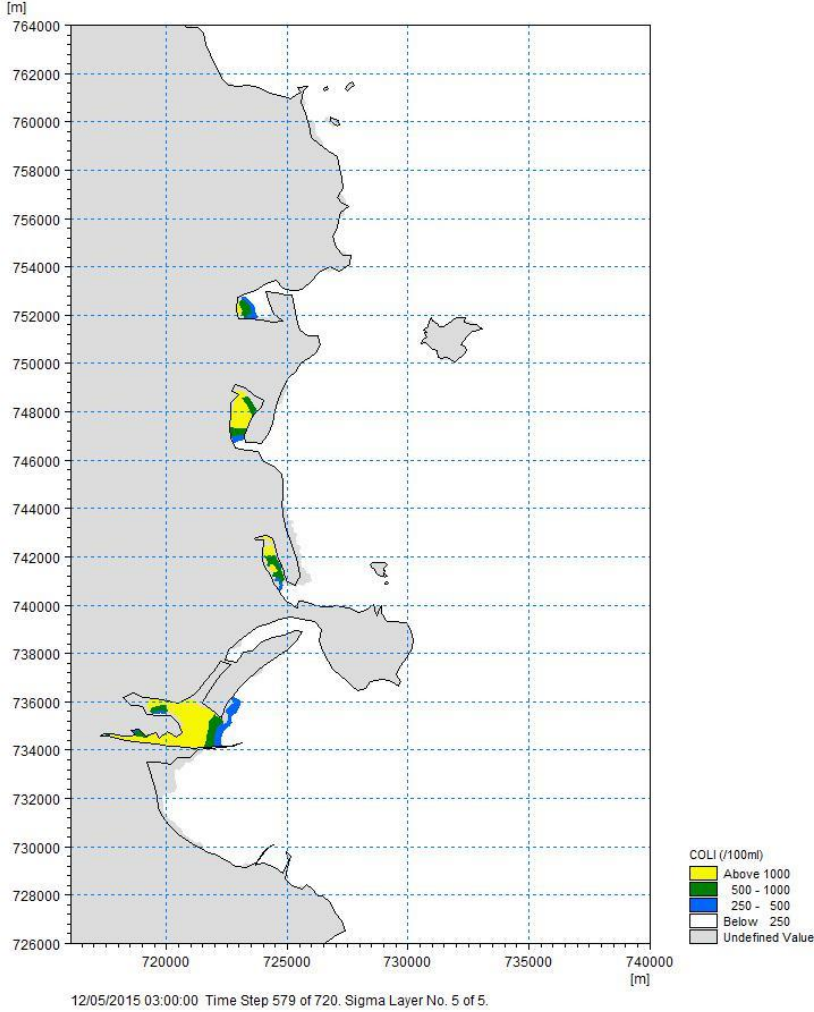 [m]
764000
762000
760000
758000
756000
754000
752000
750000
748000
746000
744000
742000
740000
738000
736000
734000
732000
730000
728000
726000
720000 725000 730000 735000 740000
[m]
COLI (/100ml)
Above 1000
500 - 1000
250 - 500
Below 250
Undefined Value
12/05/2015 03:00:00 Time Step 579 of 720. Sigma Layer No. 5 of 5.